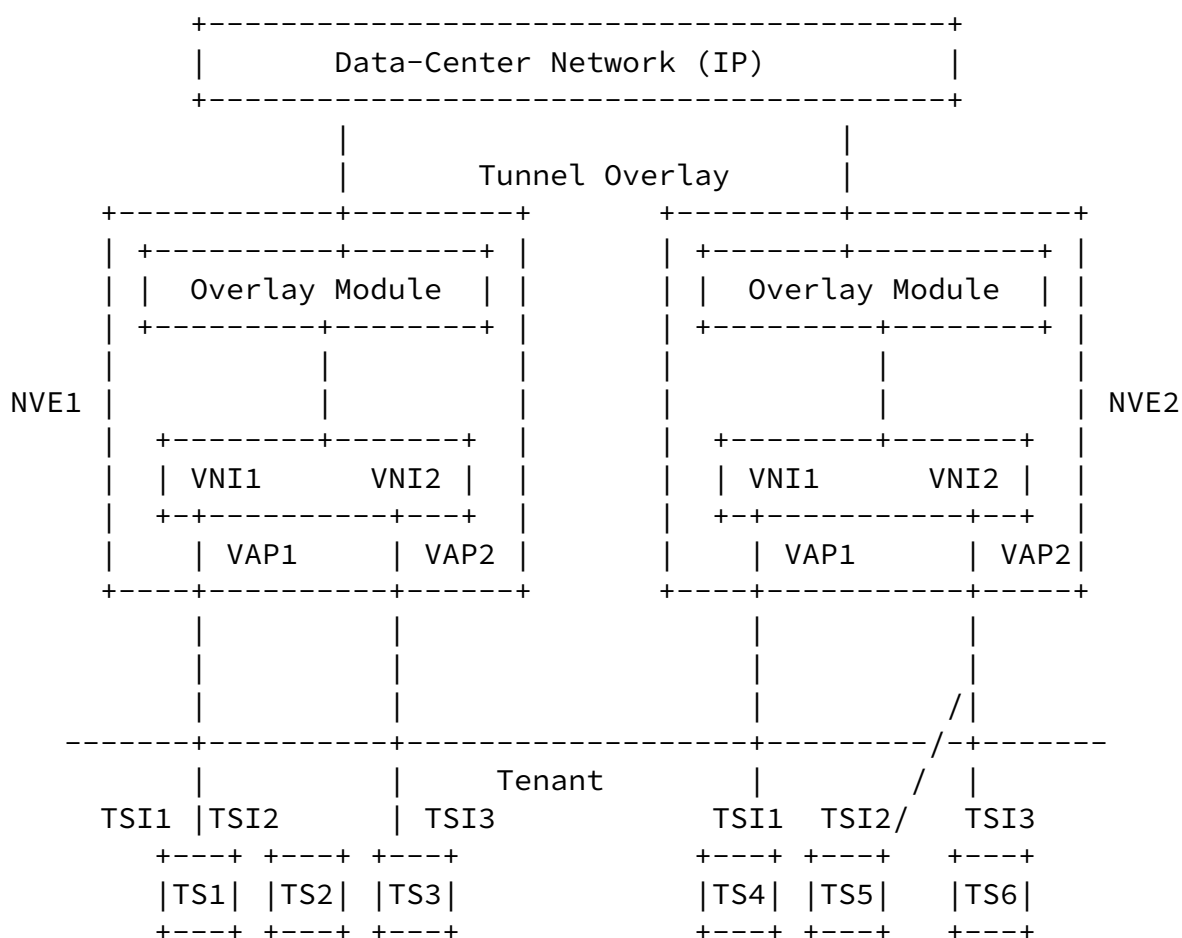 Data-Center Network (IP)
Tunnel Overlay
Overlay Module Overlay Module
NVE1 NVE2
VNI1 VNI2 VNI1 VNI2
VAP1 VAP2 VAP1 VAP2
Tenant
TSI1 TSI2 TSI3 TSI1 TSI2 TSI3
TS1 TS2 TS3 TS4 TS5 TS6